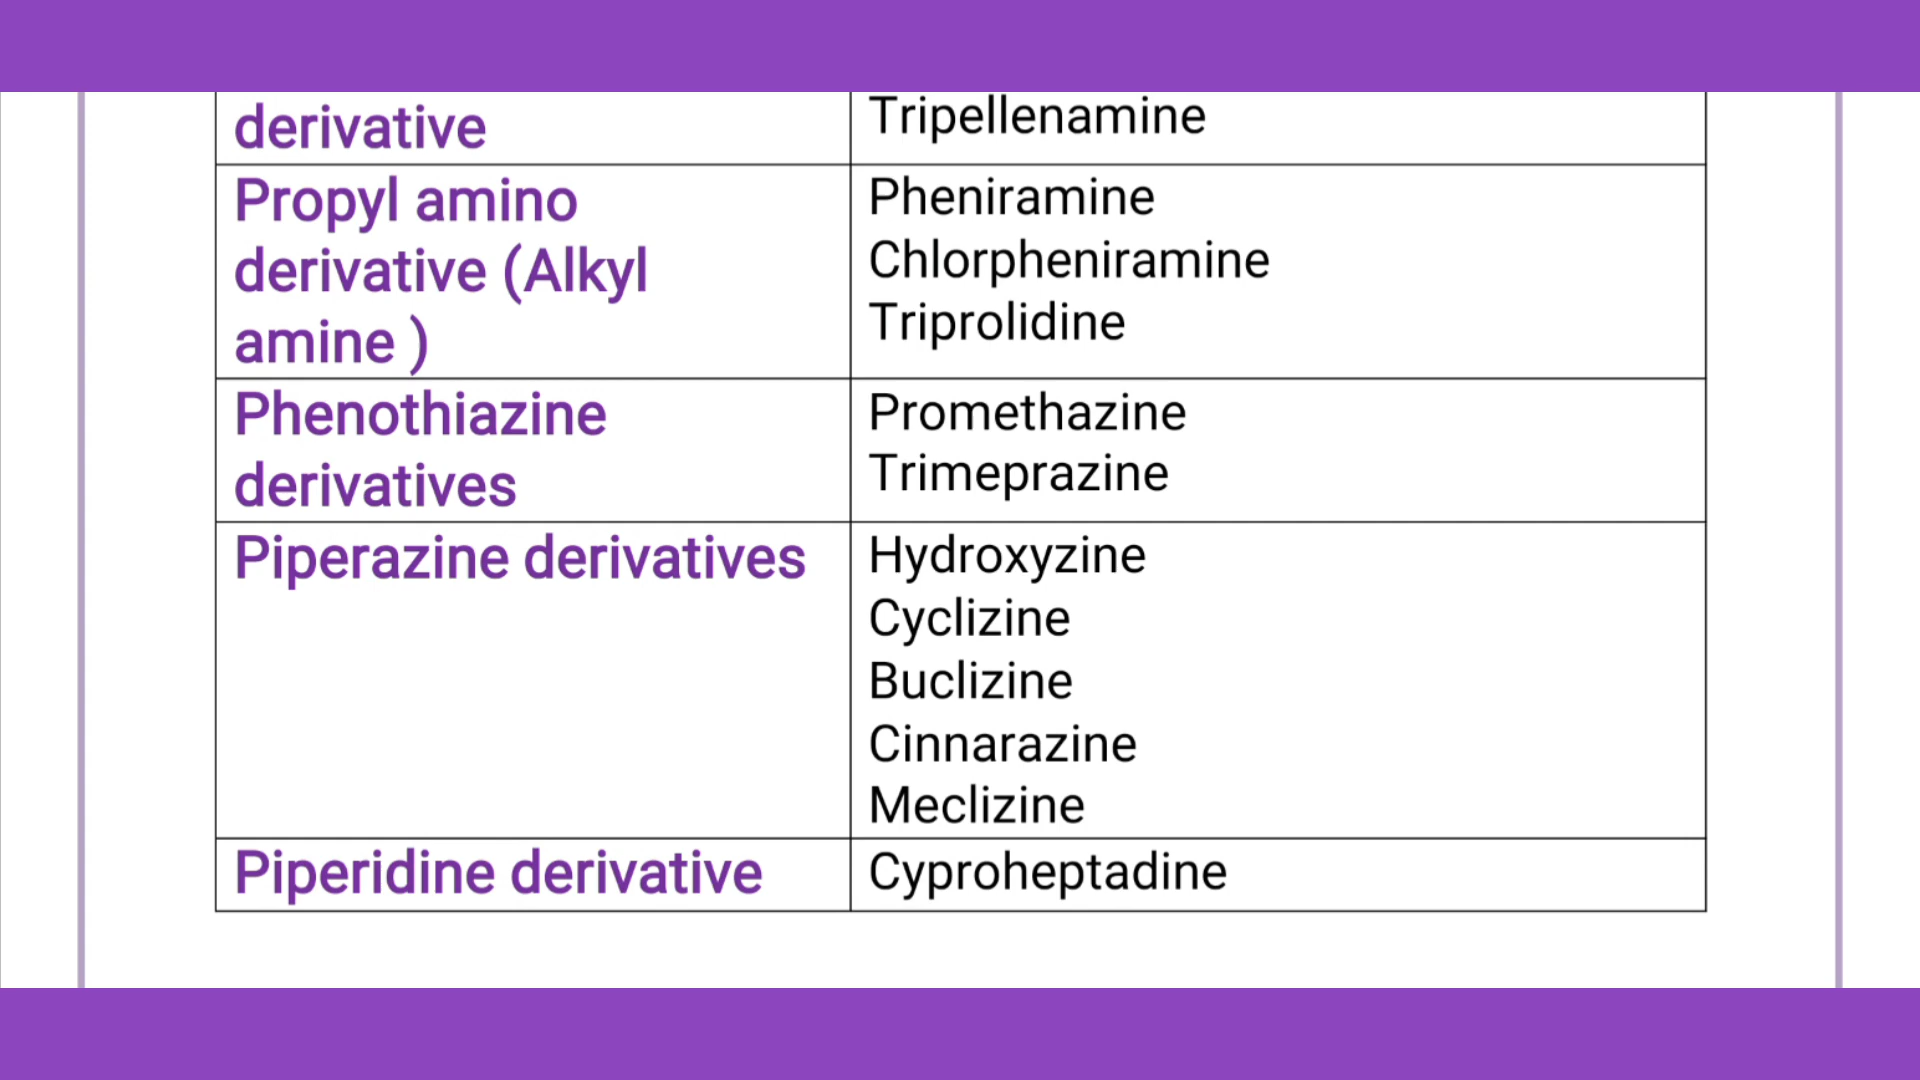 derivative
Tripellenamine
Propyl amino
derivative (Alkyl
amine )
Pheniramine
Chlorpheniramine
Triprolidine
Phenothiazine
derivatives
Promethazine
Trimeprazine
Piperazine derivatives
Hydroxyzine
Cyclizine
Buclizine
Cinnarazine
Meclizine
Piperidine derivative
Cyproheptadine